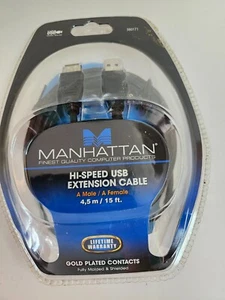 MANHATTAN
FINEST QUALITY COMPUTER PRODUCTS
HI-SPEED USB
EXTENSION CABLE
A Male / A Female
4,5 m / 15 ft.
LIFETIME
WARRANTY
GOLD PLATED CONTACTS
Fully Molded & Shielded